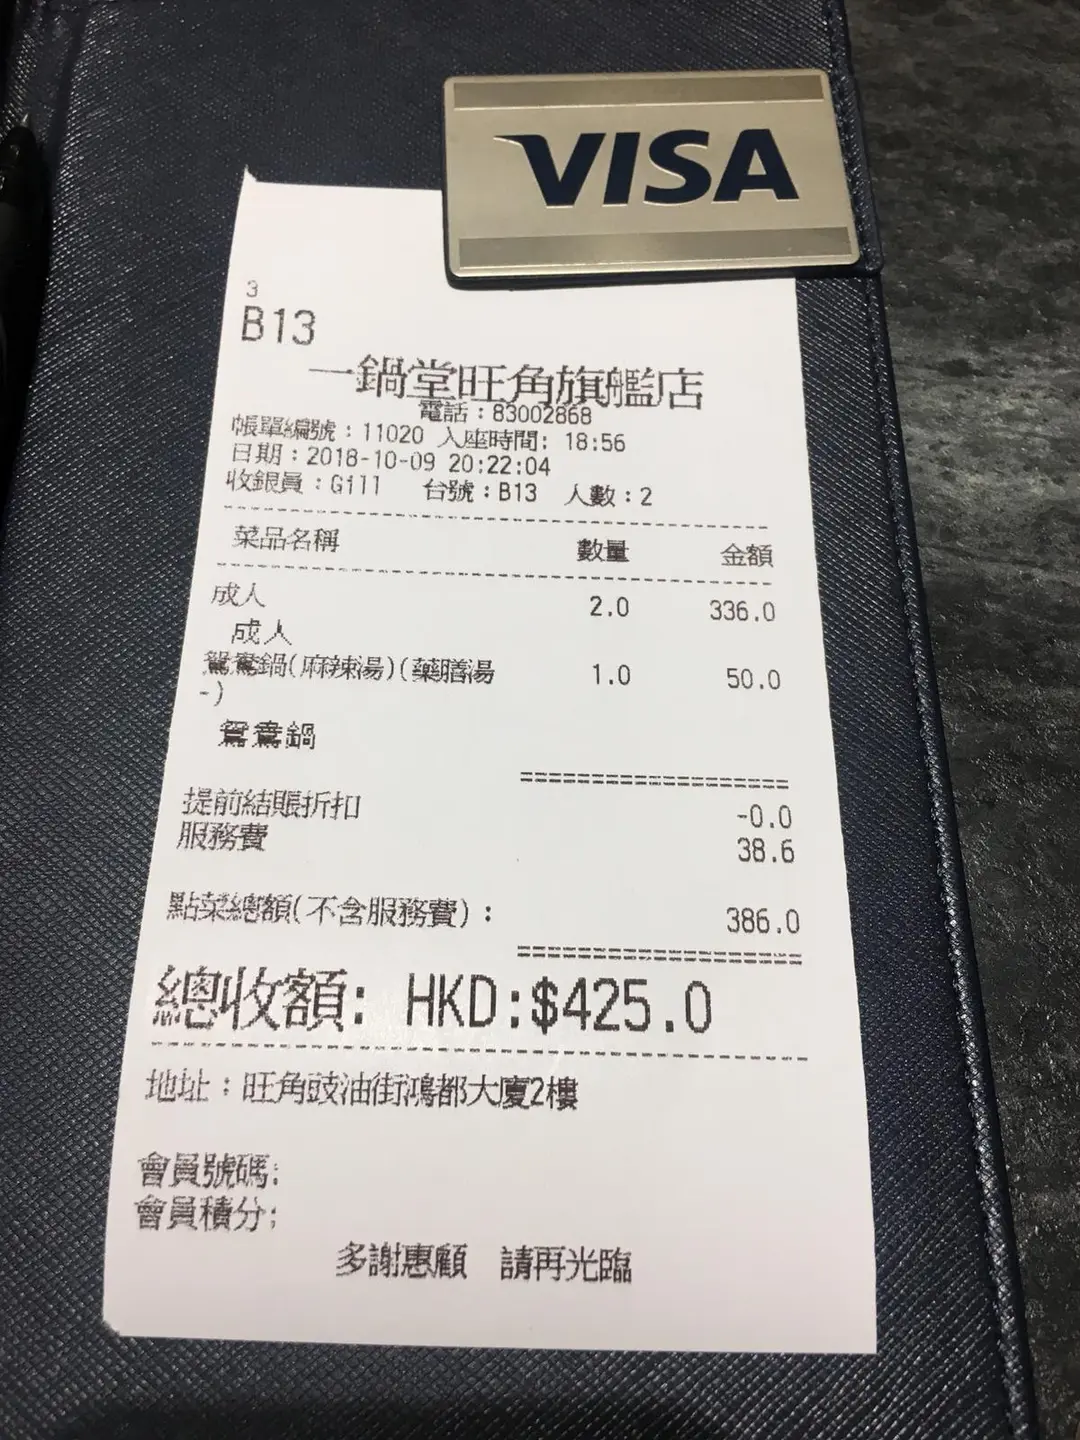 VISA
3
B13
一鍋堂旺角旗艦店
電話：83002868
帳單編號：11020 入座時間: 18:56
日期：2018-10-09 20:22:04
收銀員：Gill 台號：B13 人數：2
菜品名稱 數量 金額
成人 2.0 336.0
成人
鴛鴦鍋(麻辣湯)(藥膳湯 1.0 50.0
-)
鴛鴦鍋
提前結賬折扣 -0.0
服務費 38.6
點菜總額(不含服務費)： 386.0
總收額: HKD:$425.0
地址：旺角豉油街鴻都大廈2樓
會員號碼:
會員積分:
多謝惠顧 請再光臨